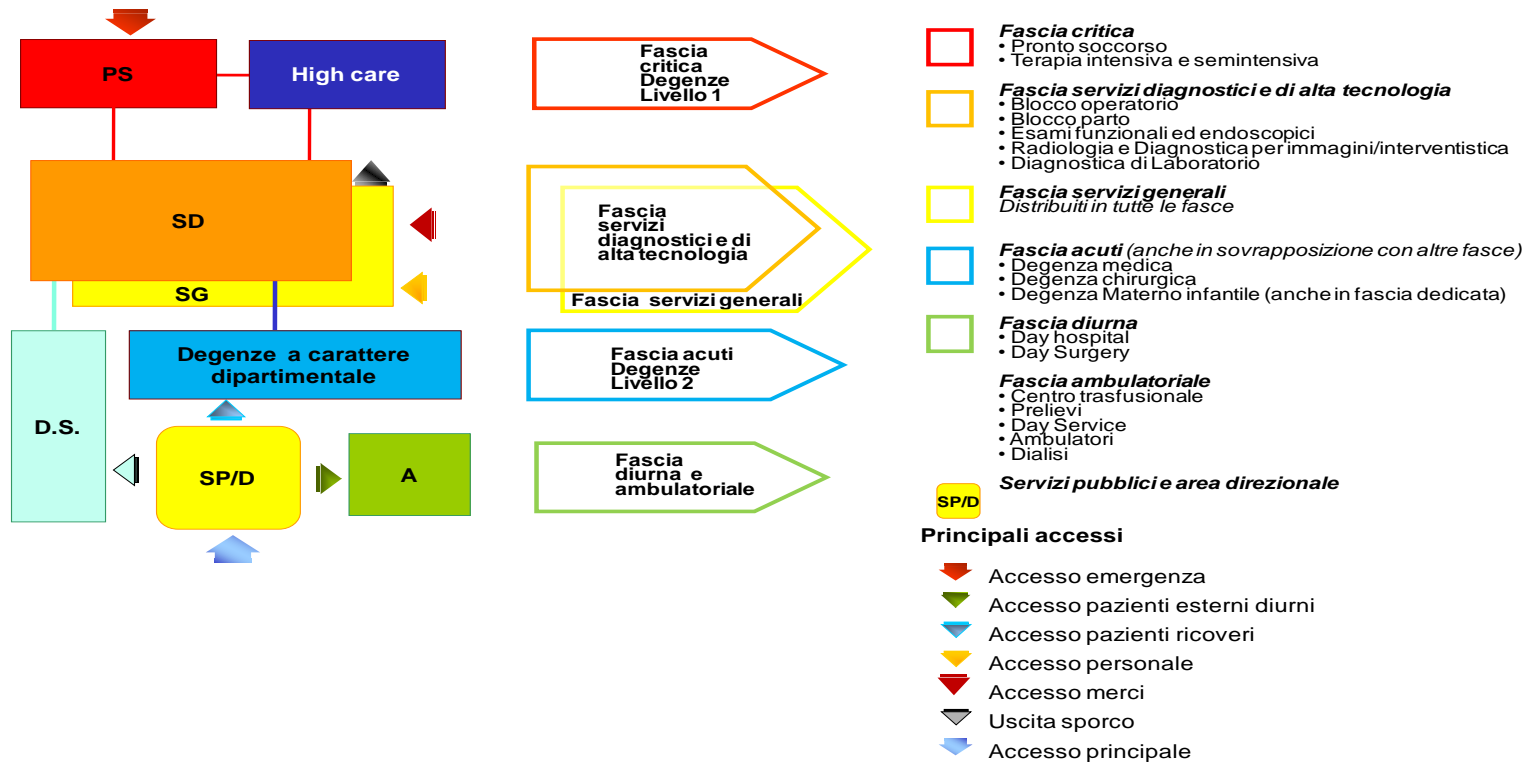 PS
High care
SD
SG
Degenze a carattere
dipartimentale
D.S.
SP/D
A
Fascia
critica
Degenze
Livello 1
Fascia
servizi
diagnostici e di
alta tecnologia
Fascia servizi generali
Fascia acuti
Degenze
Livello 2
Fascia
diurna e
ambulatoriale
Fascia critica
• Pronto soccorso
• Terapia intensiva e semintensiva
Fascia servizi diagnostici e di alta tecnologia
• Blocco operatorio
• Blocco parto
• Esami funzionali ed endoscopici
• Radiologia e Diagnostica per immagini/interventistica
• Diagnostica di Laboratorio
Fascia servizi generali
Distribuiti in tutte le fasce
Fascia acuti (anche in sovrapposizione con altre fasce)
• Degenza medica
• Degenza chirurgica
• Degenza Materno infantile (anche in fascia dedicata)
Fascia diurna
• Day hospital
• Day Surgery
Fascia ambulatoriale
• Centro trasfusionale
• Prelievi
• Day Service
• Ambulatori
• Dialisi
Servizi pubblici e area direzionale
SP/D
Principali accessi
Accesso emergenza
Accesso pazienti esterni diurni
Accesso pazienti ricoveri
Accesso personale
Accesso merci
Uscita sporco
Accesso principale